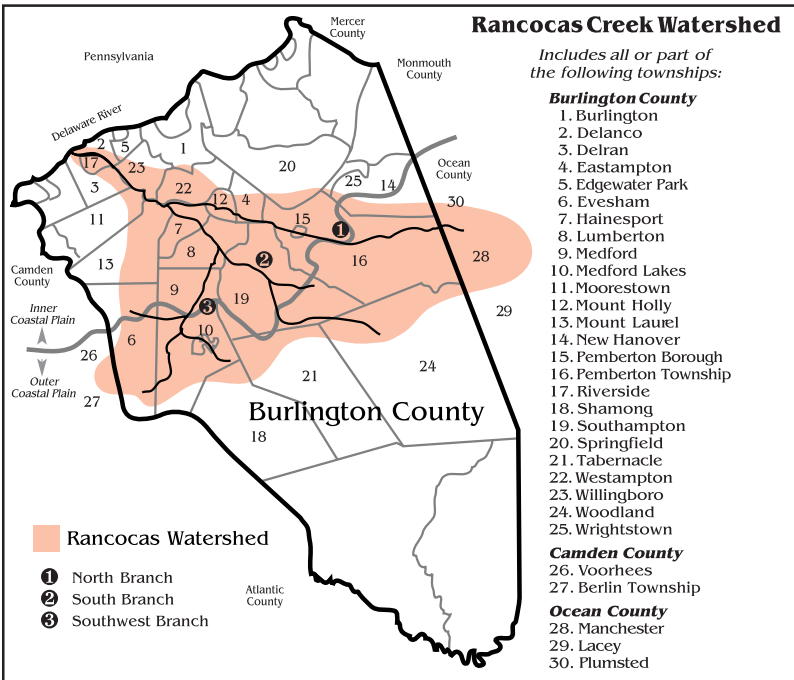 Rancocas Creek Watershed
Includes all or part of
the following townships:
Burlington County
1. Burlington
2. Delanco
3. Delran
4. Eastampton
5. Edgewater Park
6. Evesham
7. Hainesport
8. Lumberton
9. Medford
10. Medford Lakes
11. Moorestown
12. Mount Holly
13. Mount Laurel
14. New Hanover
15. Pemberton Borough
16. Pemberton Township
17. Riverside
18. Shamong
19. Southampton
20. Springfield
21. Tabernacle
22. Westampton
23. Willingboro
24. Woodland
25. Wrightstown
Camden County
26. Voorhees
27. Berlin Township
Ocean County
28. Manchester
29. Lacey
30. Plumsted
Mercer
County
Pennsylvania
Monmouth
County
Delaware River
2
5
1
17
23
20
Ocean
County
3
22
25
14
12
4
30
11
15
7
1
8
2
16
28
13
Camden
County
9
19
3
29
Inner
Coastal Plain
10
6
26
24
21
Outer
Coastal Plain
27
Burlington County
18
Rancocas Watershed
1 North Branch
2 South Branch
3 Southwest Branch
Atlantic
County